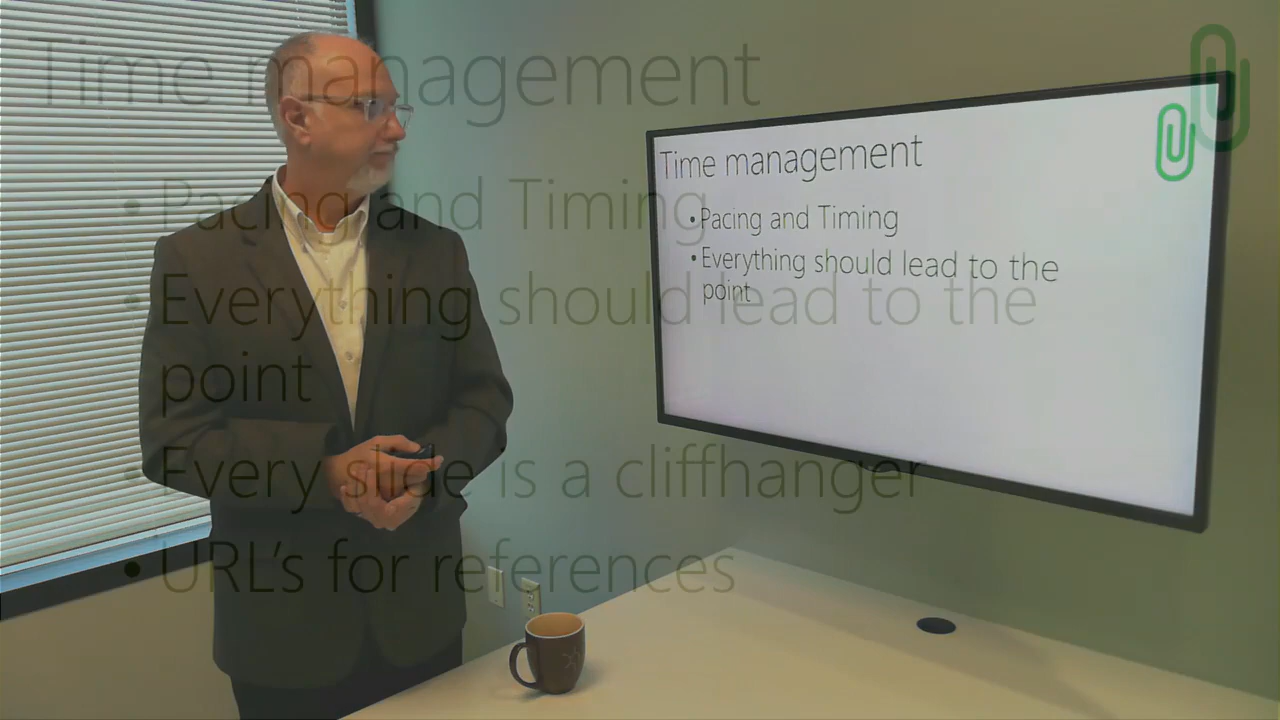 Time management
• Pacing and Timing
• Everything should lead to the
point
• Every slide is a cliffhanger
• URL's for references
Time management
• Pacing and Timing
• Everything should lead to the
point